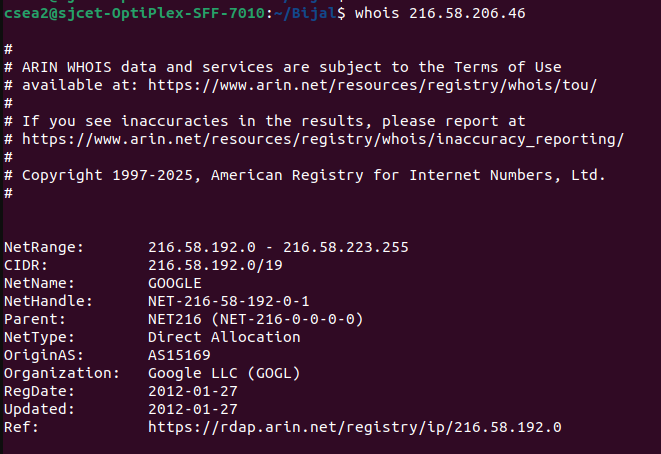 csea2@sjcet-OptiPlex-SFF-7010:~/Bijal$ whois 216.58.206.46
#
# ARIN WHOIS data and services are subject to the Terms of Use
# available at: https://www.arin.net/resources/registry/whois/tou/
#
# If you see inaccuracies in the results, please report at
# https://www.arin.net/resources/registry/whois/inaccuracy_reporting/
#
# Copyright 1997-2025, American Registry for Internet Numbers, Ltd.
#
NetRange:       216.58.192.0 - 216.58.223.255
CIDR:           216.58.192.0/19
NetName:        GOOGLE
NetHandle:      NET-216-58-192-0-1
Parent:         NET216 (NET-216-0-0-0-0)
NetType:        Direct Allocation
OriginAS:       AS15169
Organization:   Google LLC (GOGL)
RegDate:        2012-01-27
Updated:        2012-01-27
Ref:            https://rdap.arin.net/registry/ip/216.58.192.0